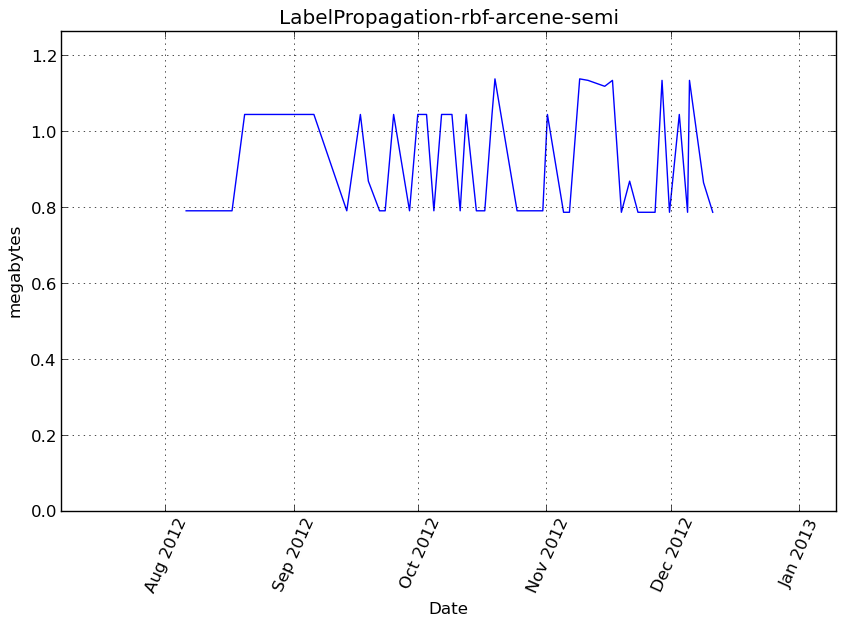 LabelPropagation-rbf-arcene-semi
1.2
1.0
0.8
0.6
0.4
0.2
0.0
megabytes
Aug 2012
Sep 2012
Oct 2012
Nov 2012
Dec 2012
Jan 2013
Date